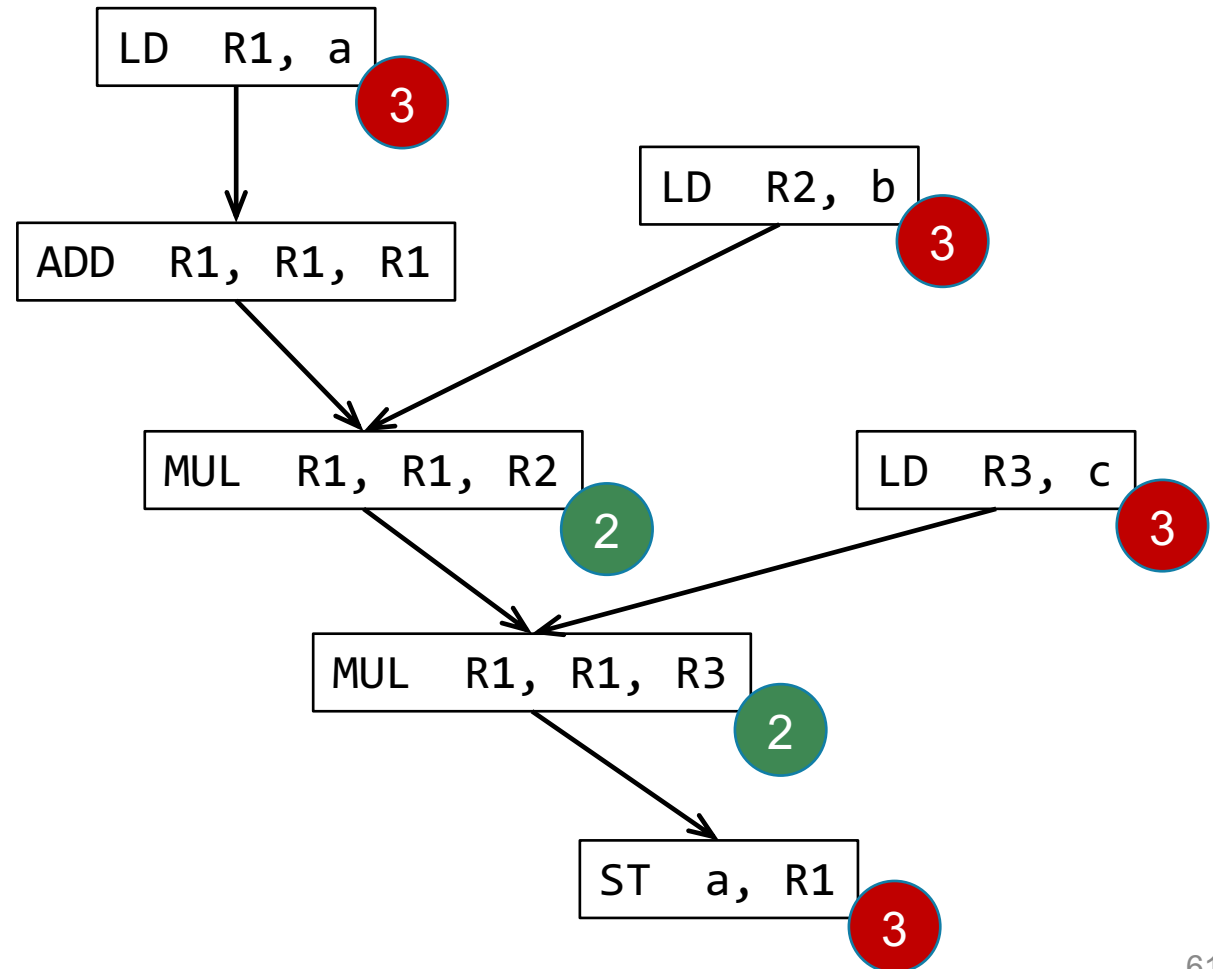 LD R1, a
3
LD R2, b
3
ADD R1, R1, R1
MUL R1, R1, R2
2
LD R3, c
3
MUL R1, R1, R3
2
ST a, R1
3